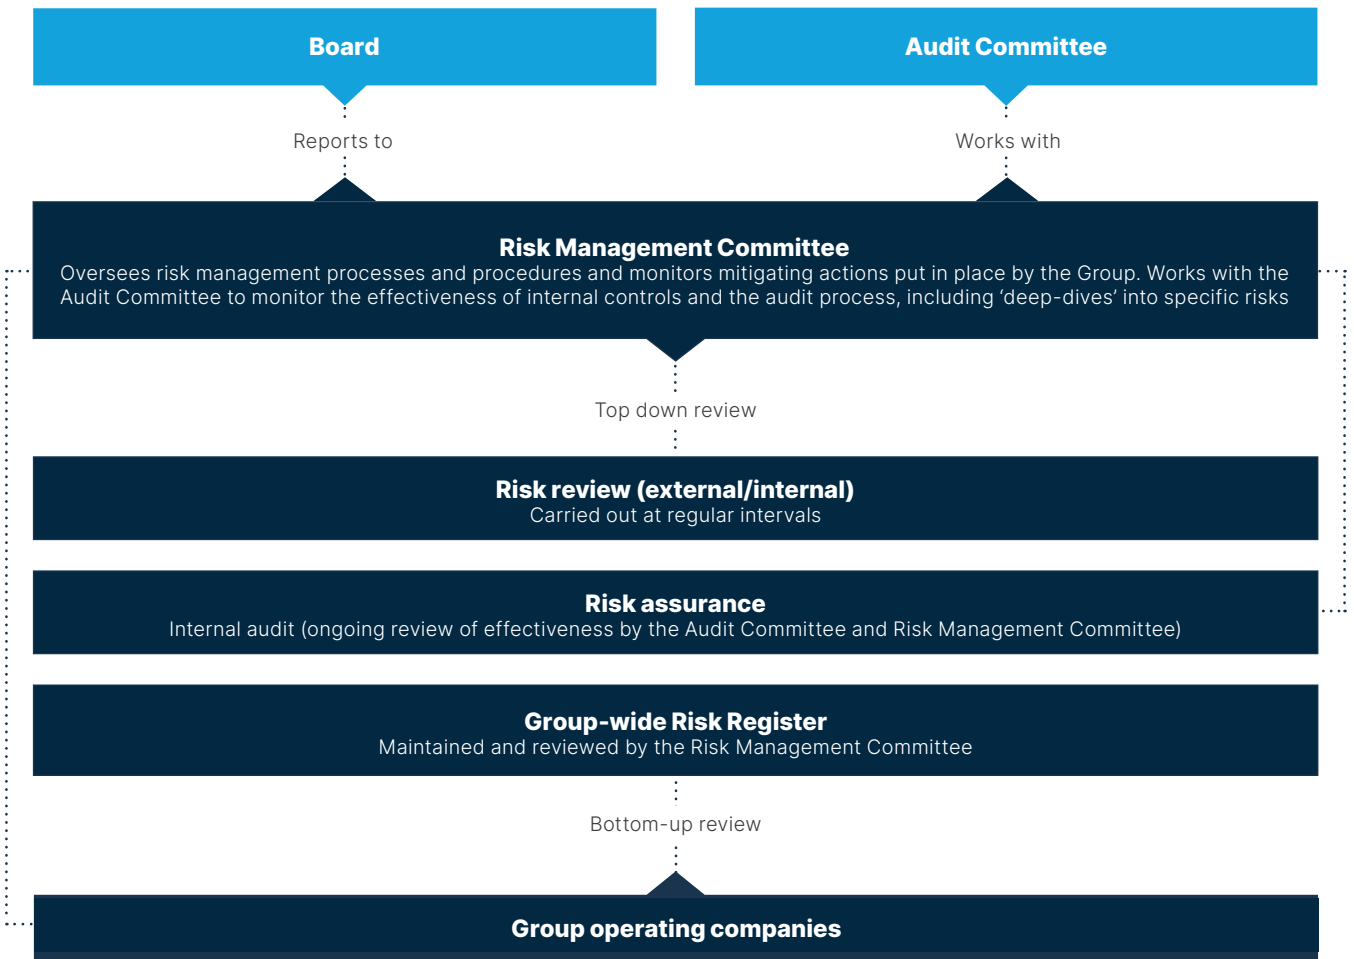 Board
Audit Committee
Reports to
Works with
Risk Management Committee
Oversees risk management processes and procedures and monitors mitigating actions put in place by the Group. Works with the
Audit Committee to monitor the effectiveness of internal controls and the audit process, including ‘deep-dives’ into specific risks
Top down review
Risk review (external/internal)
Carried out at regular intervals
Risk assurance
Internal audit (ongoing review of effectiveness by the Audit Committee and Risk Management Committee)
Group-wide Risk Register
Maintained and reviewed by the Risk Management Committee
Bottom-up review
Group operating companies